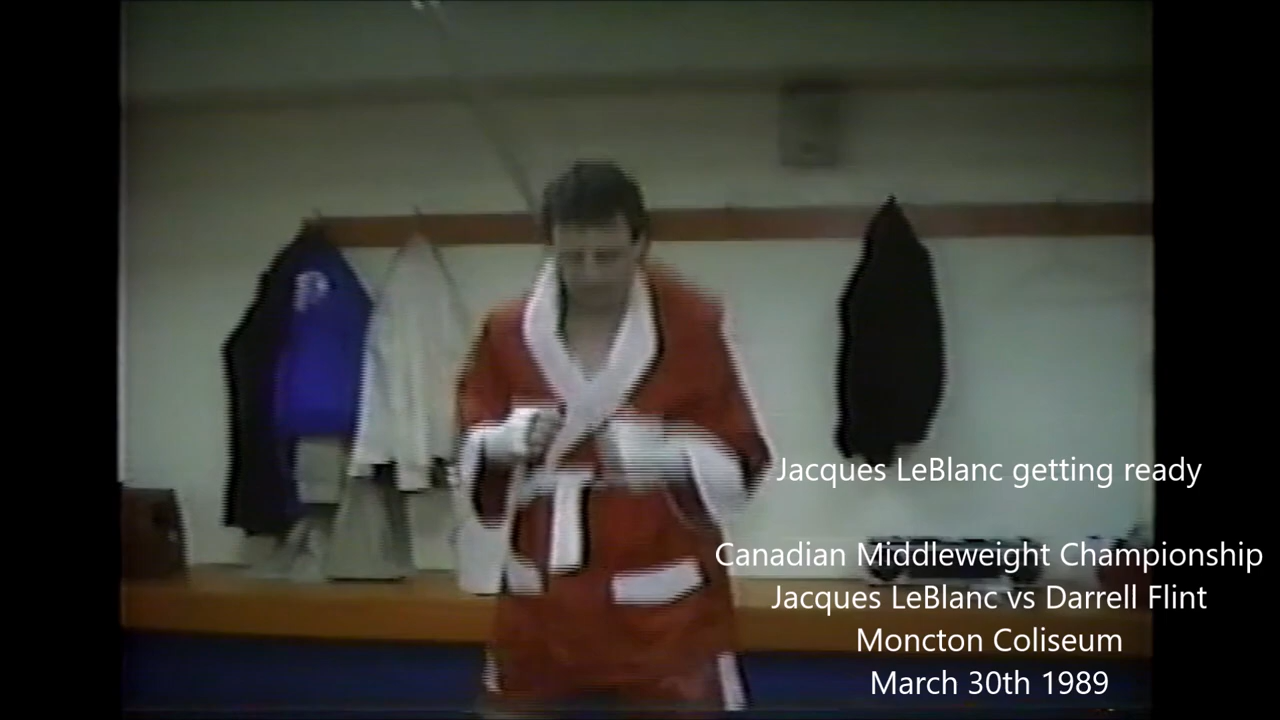 Jacques LeBlanc getting ready
Canadian Middleweight Championship
Jacques LeBlanc vs Darrell Flint
Moncton Coliseum
March 30th 1989